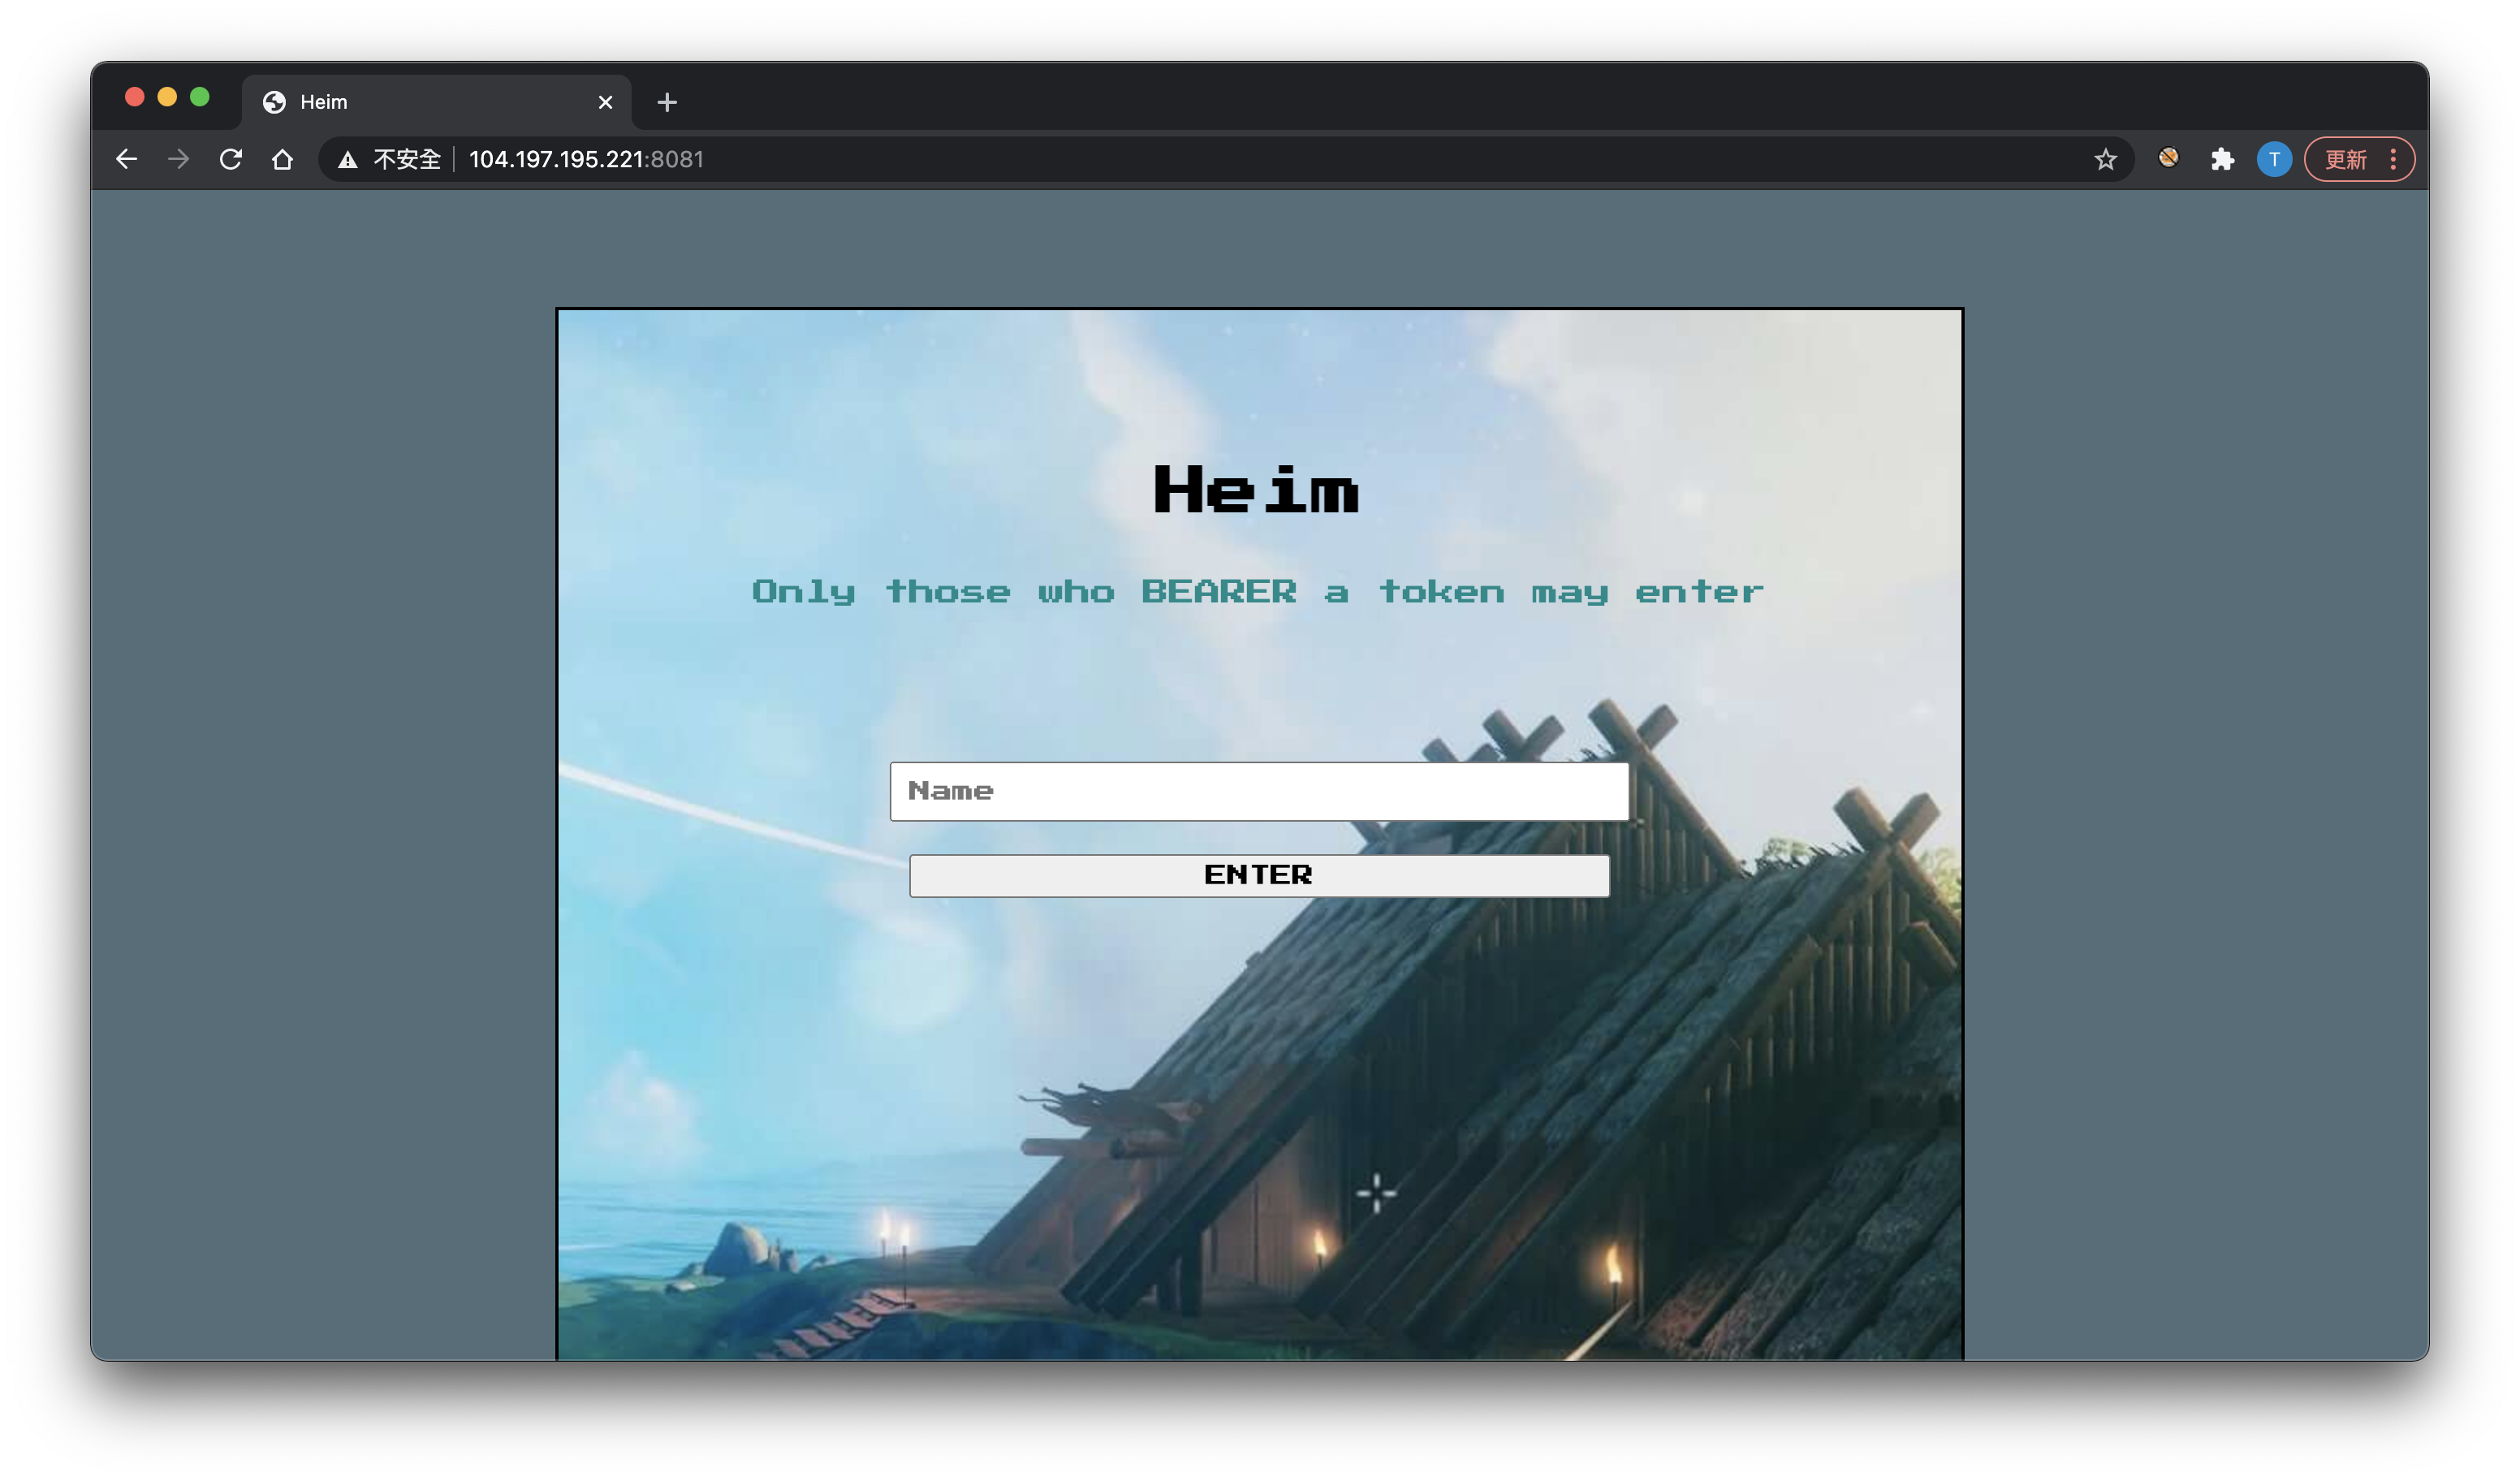 Heim
不安全 104.197.195.221:8081
T
更新
Heim
Only those who BEARER a token may enter
Name
ENTER